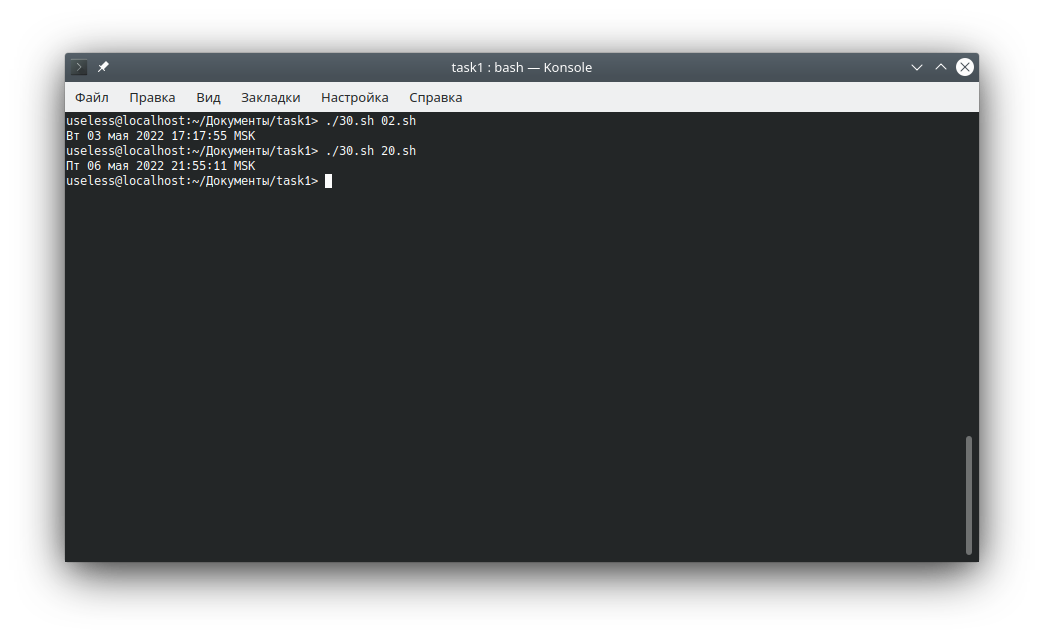 task1 : bash — Konsole
Файл Правка Вид Закладки Настройка Справка
useless@localhost:~/Документы/task1> ./30.sh 02.sh
Вт 03 мая 2022 17:17:55 MSK
useless@localhost:~/Документы/task1> ./30.sh 20.sh
Пт 06 мая 2022 21:55:11 MSK
useless@localhost:~/Документы/task1>